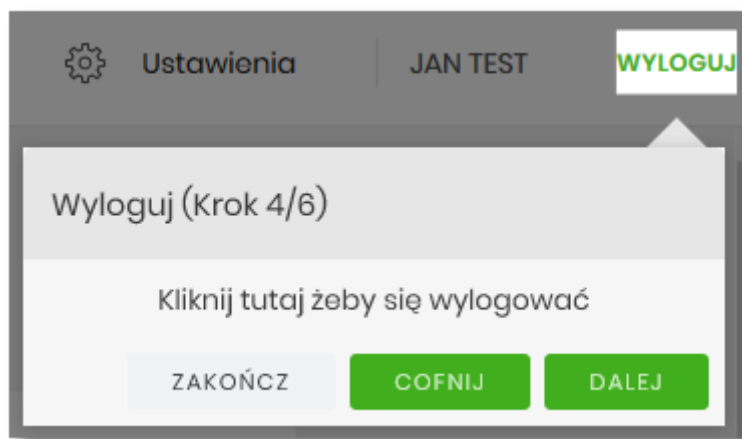 Ustawienia JAN TEST WYLOGUJ
Wyloguj (Krok 4/6)
Kliknij tutaj żeby się wylogować
ZAKOŃCZ COFNIJ DALEJ